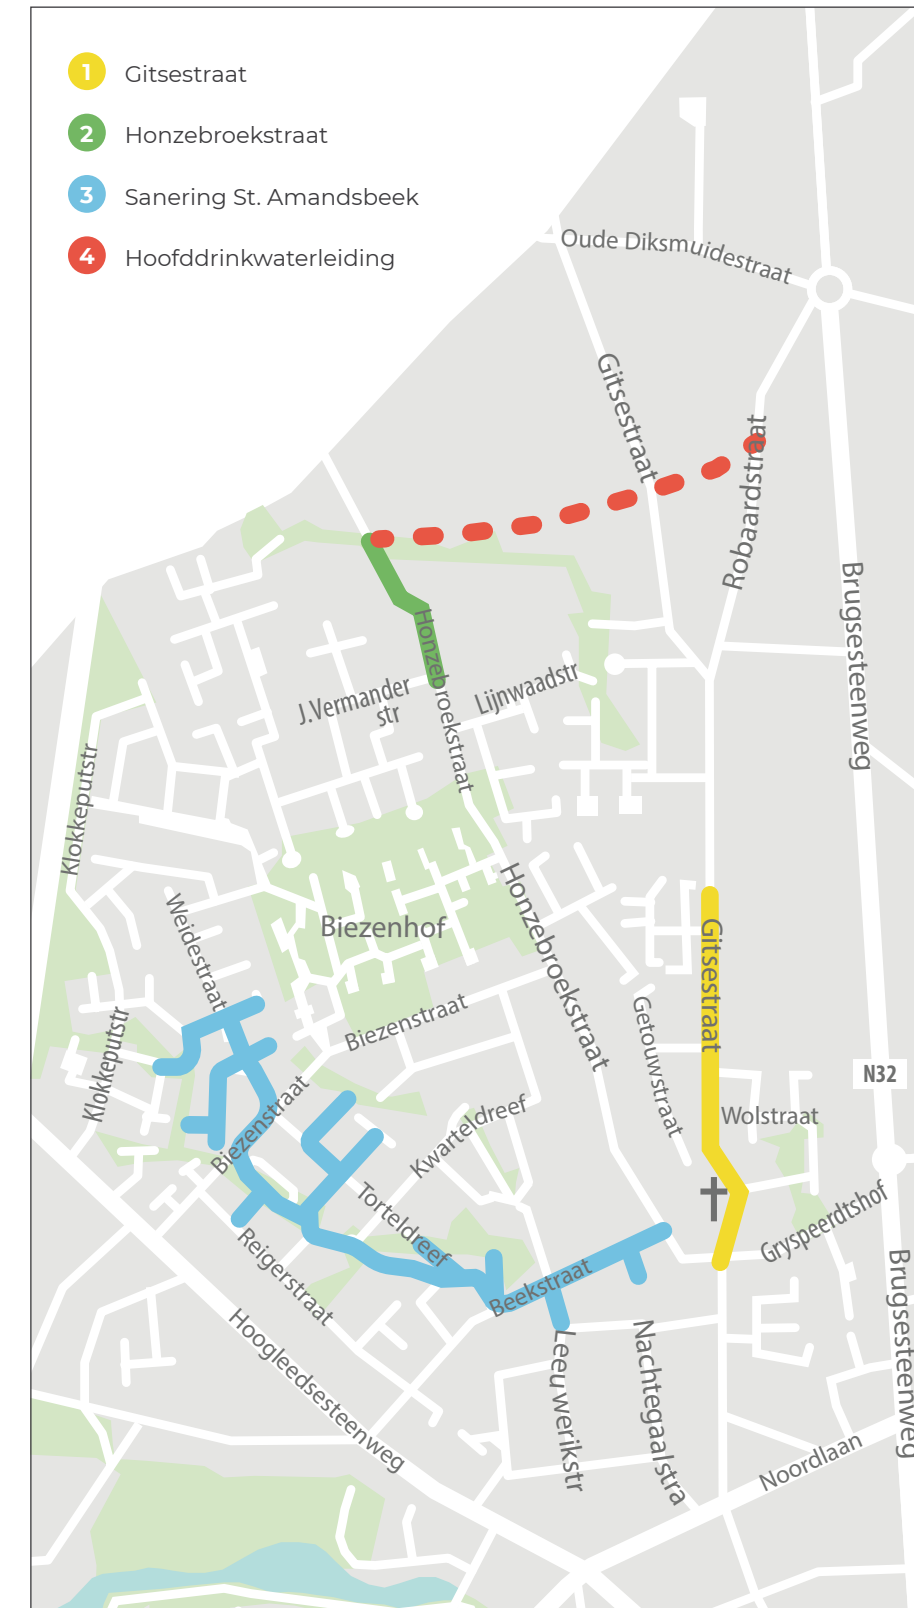 1 Gitsestraat
2 Honzebroekstraat
3 Sanering St. Amandsbeek
4 Hoofddrinkwaterleiding
Oude Diksmuidestraat
Gitsestraat
Robaardstraat
Brugsesteenweg
Honzebroekstraat
J.Vermander
str
Lijnwaadstr
Klokkeputstr
Biezenhof
Weidestraat
Honzebroekstraat
Gitsestraat
Getouwstraat
Biezenstraat
Klokkeputstr
N32
Biezenstraat
Kwarteldreef
Wolstraat
Torteldreef
Gryspeerdtshof
Reigerstraat
Beekstraat
Brugsesteenweg
Hoogleedsesteenweg
Leeuwerikstr
Nachtegaalstra
Noordlaan